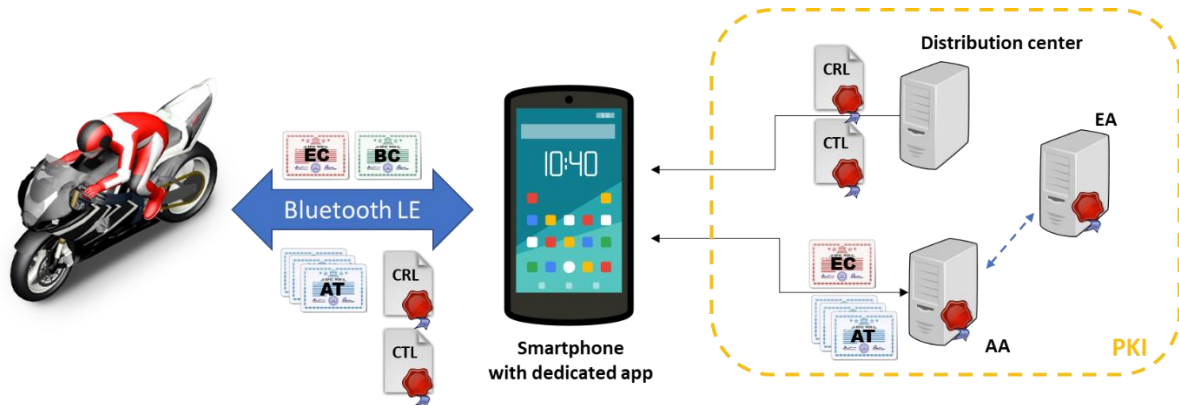 Distribution center
CRL
CTL
EA
EC
BC
Bluetooth LE
10:40
AT
CRL
CTL
EC
AT
AA
PKI
Smartphone
with dedicated app